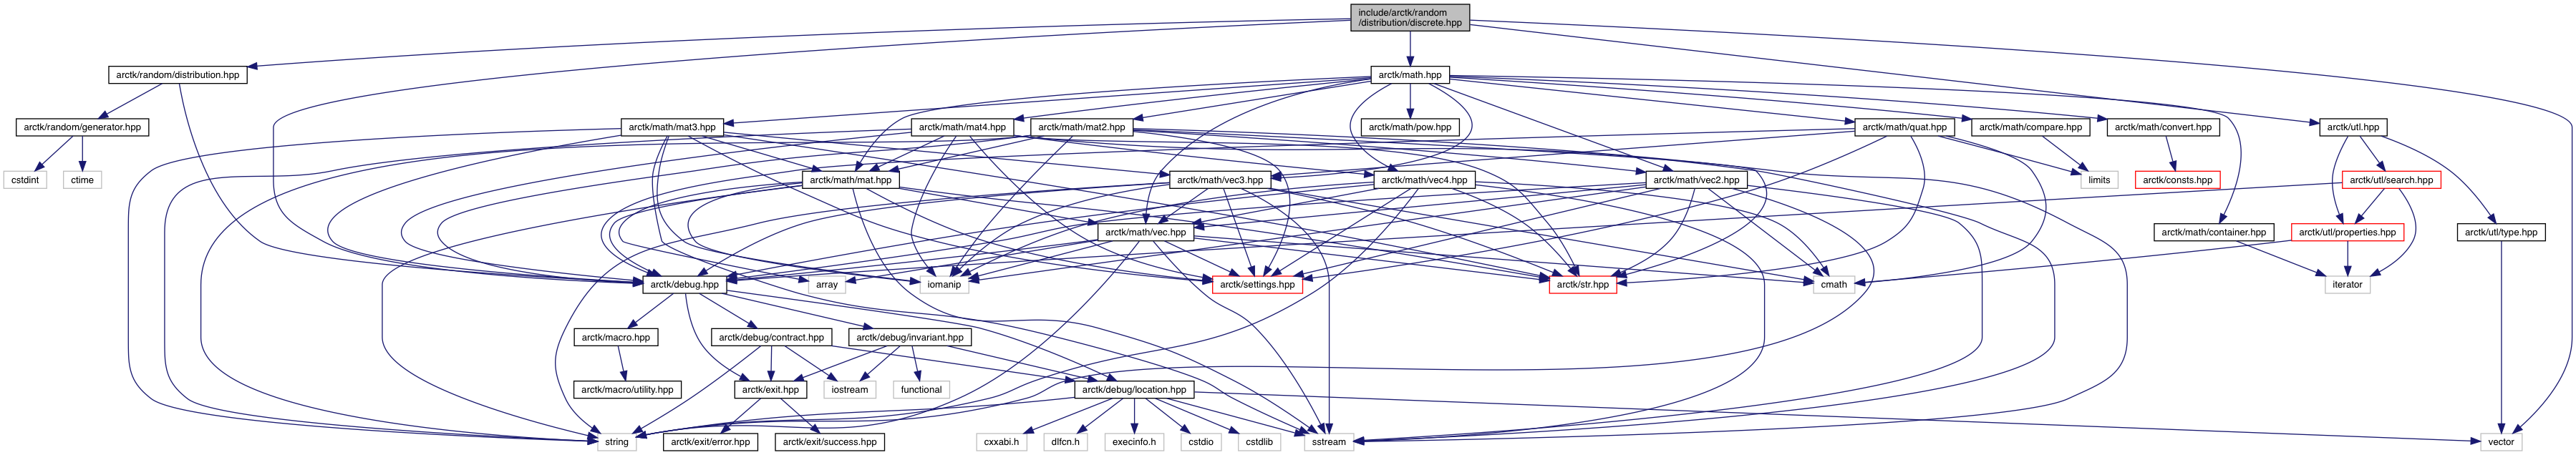 include/arctk/random
/distribution/discrete.hpp
arctk/random/distribution.hpp
arctk/math.hpp
arctk/random/generator.hpp
arctk/math/mat3.hpp
arctk/math/mat4.hpp
arctk/math/mat2.hpp
arctk/math/pow.hpp
arctk/math/quat.hpp
arctk/math/compare.hpp
arctk/math/convert.hpp
arctk/utl.hpp
cstdint
ctime
arctk/math/mat.hpp
arctk/math/vec3.hpp
arctk/math/vec4.hpp
arctk/math/vec2.hpp
limits
arctk/consts.hpp
arctk/utl/search.hpp
arctk/math/vec.hpp
arctk/math/container.hpp
arctk/utl/properties.hpp
arctk/utl/type.hpp
arctk/debug.hpp
array
iomanip
arctk/settings.hpp
arctk/str.hpp
cmath
iterator
arctk/macro.hpp
arctk/debug/contract.hpp
arctk/debug/invariant.hpp
arctk/macro/utility.hpp
arctk/exit.hpp
iostream
functional
arctk/debug/location.hpp
string
arctk/exit/error.hpp
arctk/exit/success.hpp
cxxabi.h
dlfcn.h
execinfo.h
cstdio
cstdlib
sstream
vector